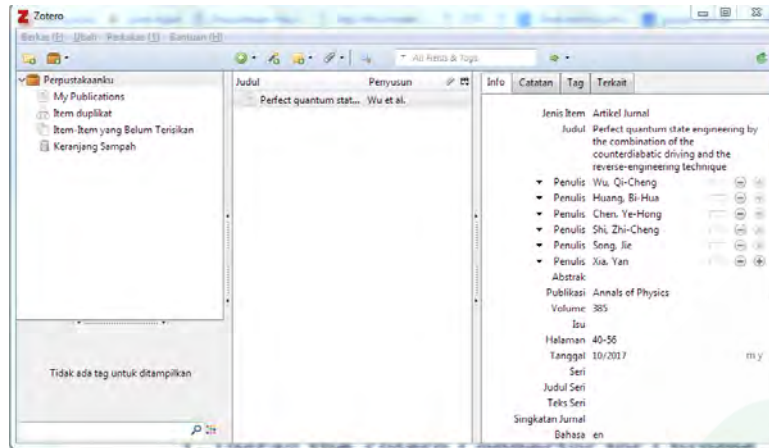 Zotero
Berkas (F) Ubah Perkakas (T) Bantuan (H)
All Fields & Tags
Perpustakaanku
My Publications
Item duplikat
Item-Item yang Belum Terisikan
Keranjang Sampah
Tidak ada tag untuk ditampilkan
Judul Penyusun
Perfect quantum stat... Wu et al.
Info Catatan Tag Terkait
Jenis Item Artikel Jurnal
Judul Perfect quantum state engineering by
the combination of the
counterdiabatic driving and the
reverse-engineering technique
Penulis Wu, Qi-Cheng
Penulis Huang, Bi-Hua
Penulis Chen, Ye-Hong
Penulis Shi, Zhi-Cheng
Penulis Song, Jie
Penulis Xia, Yan
Abstrak
Publikasi Annals of Physics
Volume 385
Isu
Halaman 40-56
Tanggal 10/2017 m y
Seri
Judul Seri
Teks Seri
Singkatan Jurnal
Bahasa en